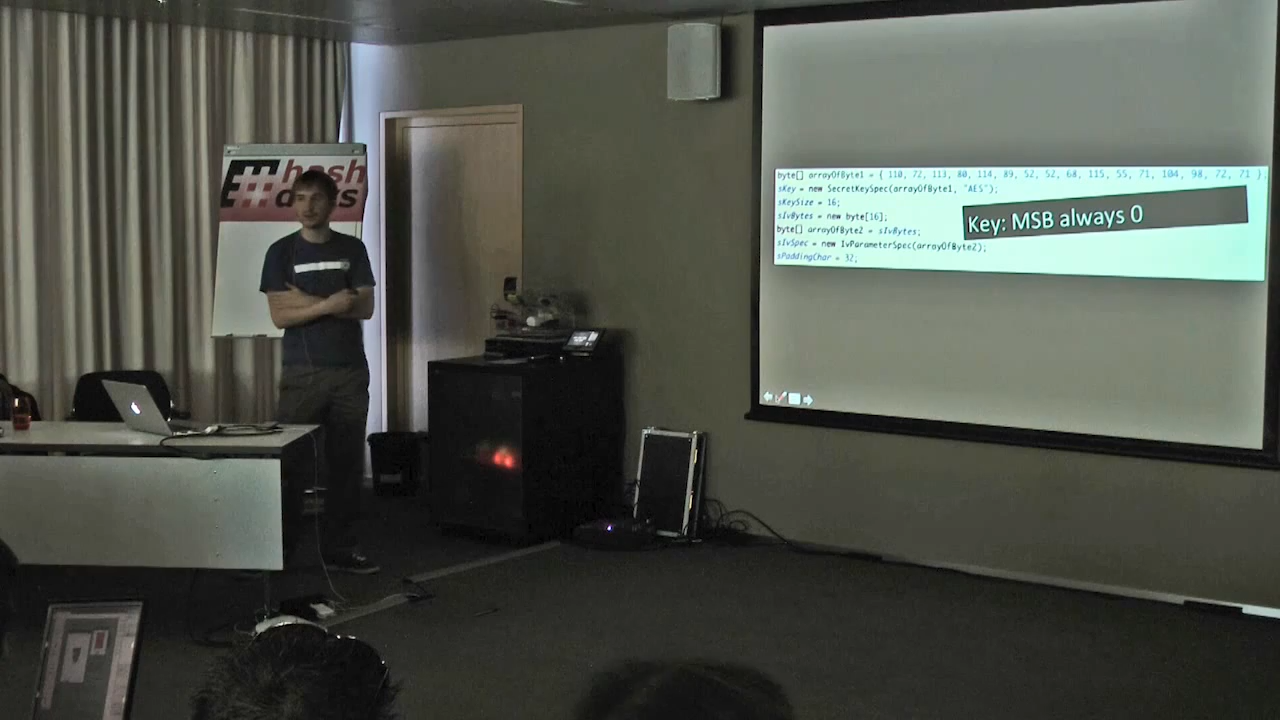 hash
days
byte[] arrayOfByte1 = { 110, 72, 113, 80, 114, 89, 52, 52, 68, 115, 55, 71, 104, 98, 72, 71 };
sKey = new SecretKeySpec(arrayOfByte1, "AES");
sKeySize = 16;
sIvBytes = new byte[16];
byte[] arrayOfByte2 = sIvBytes;
sIvSpec = new IvParameterSpec(arrayOfByte2);
sPaddingChar = 32;
Key: MSB always 0